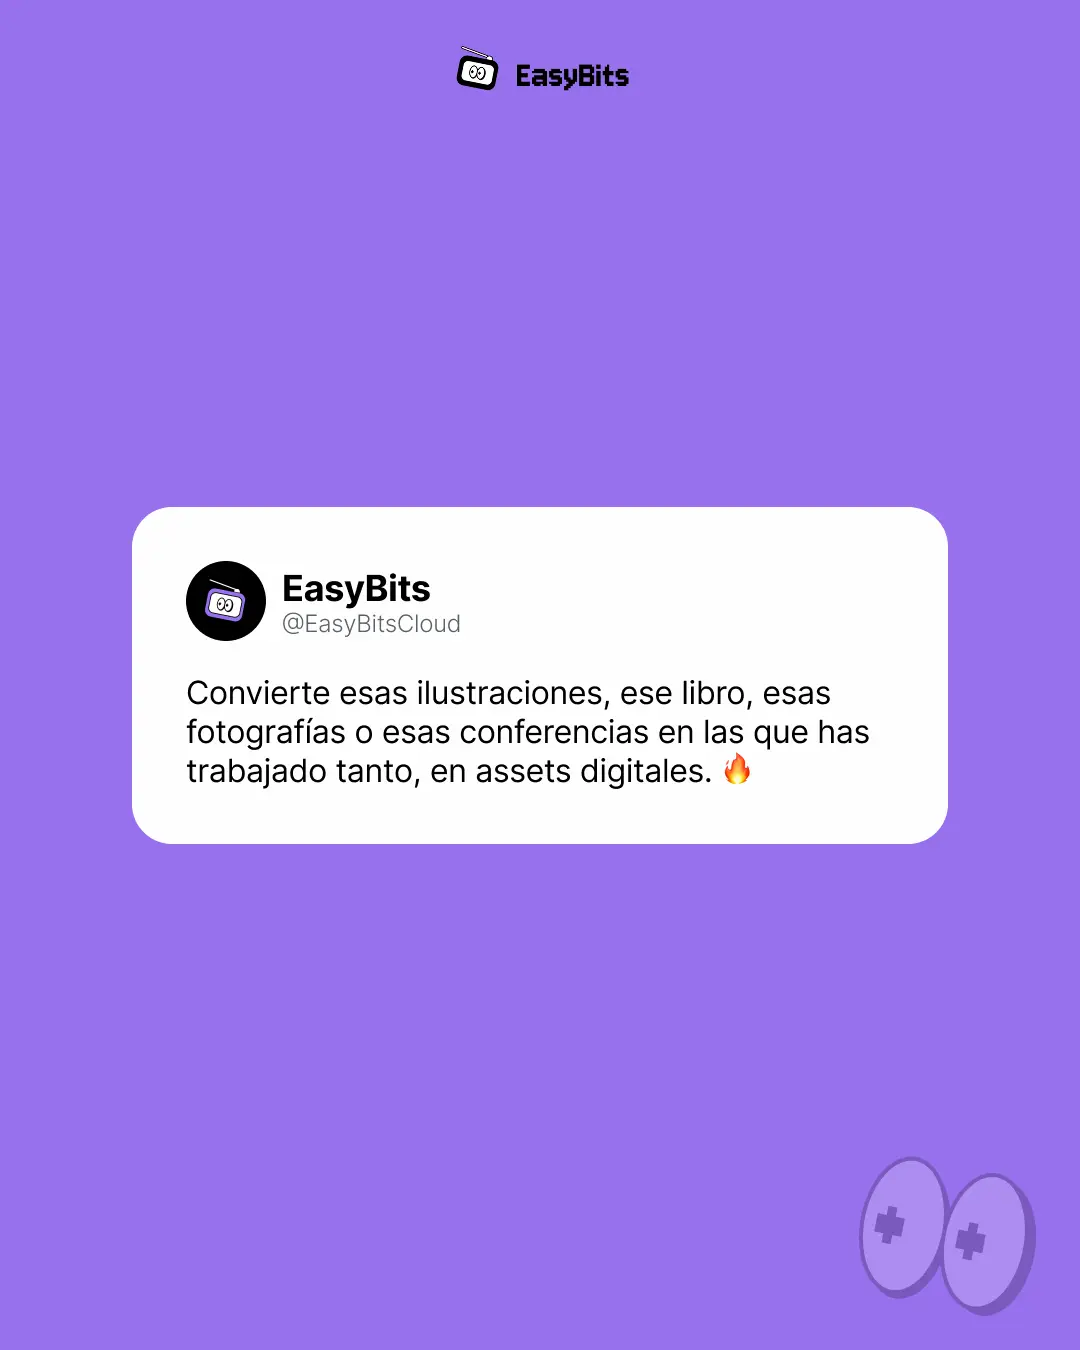 EasyBits
EasyBits
@EasyBitsCloud
Convierte esas ilustraciones, ese libro, esas
fotografías o esas conferencias en las que has
trabajado tanto, en assets digitales. 🔥